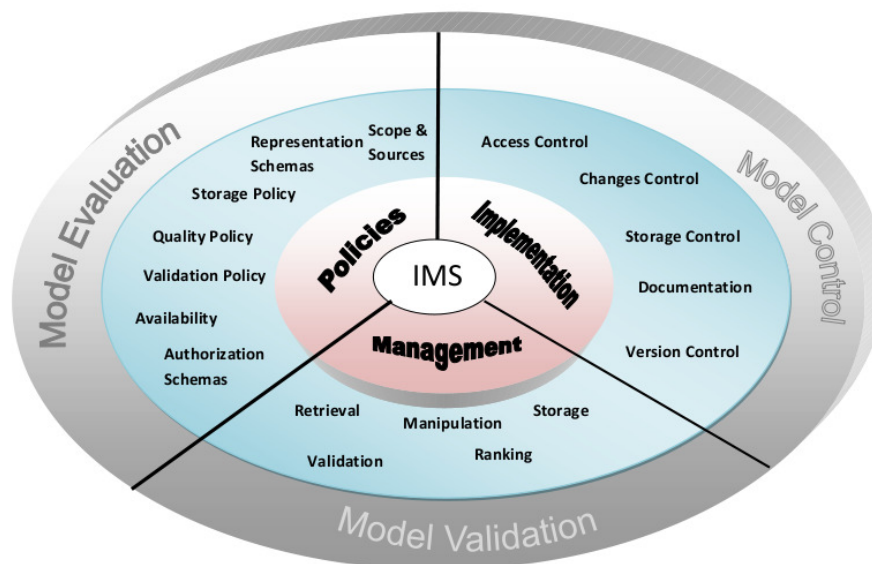 Model Evaluation
Scope &
Sources
Representation
Schemas
Storage Policy
Quality Policy
Validation Policy
Availability
Authorization
Schemas
Policies
IMS
Implementation
Management
Access Control
Changes Control
Storage Control
Documentation
Version Control
Model Control
Retrieval
Manipulation
Storage
Validation
Ranking
Model Validation